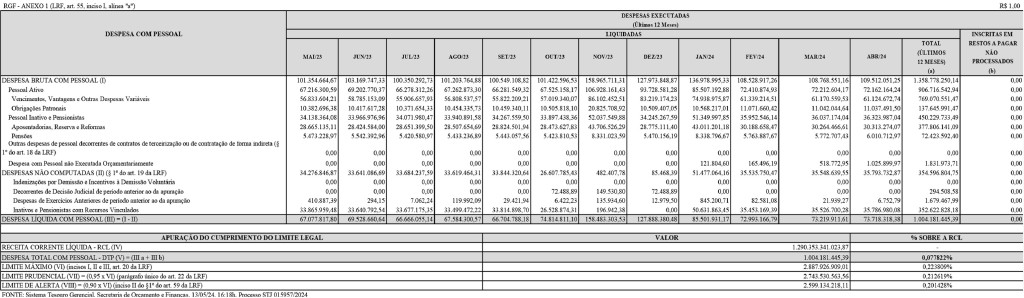 RGF - ANEXO 1 (LRF, art. 55, inciso I, alínea "a") R$ 1,00
DESPESA COM PESSOAL
DESPESAS EXECUTADAS
(Últimos 12 Meses)
LIQUIDADAS
INSCRITAS EM RESTOS A PAGAR NÃO PROCESSADOS (b)
MAI/23 JUN/23 JUL/23 AGO/23 SET/23 OUT/23 NOV/23 DEZ/23 JAN/24 FEV/24 MAR/24 ABR/24 TOTAL (ÚLTIMOS 12 MESES) (a)
DESPESA BRUTA COM PESSOAL (I) 101.354.664,67 103.169.747,33 100.350.292,73 101.203.764,88 100.549.108,82 101.422.596,53 158.965.711,31 127.973.848,87 136.978.995,33 108.528.917,26 108.768.551,16 109.512.051,25 1.358.778.250,14 0,00
Pessoal Ativo 67.216.300,59 69.202.770,37 66.278.312,26 67.262.873,30 66.281.549,32 67.525.158,17 106.928.161,43 93.728.581,28 85.507.192,88 72.410.874,93 72.212.604,17 72.162.164,24 906.716.542,94 0,00
Vencimentos, Vantagens e Outras Despesas Variáveis 56.833.604,21 58.785.153,09 55.906.657,93 56.808.537,57 55.822.209,21 57.019.340,07 86.102.452,51 83.219.174,23 74.938.975,87 61.339.214,51 61.170.559,53 61.124.672,74 769.070.551,47 0,00
Obrigações Patronais 10.382.696,38 10.417.617,28 10.371.654,33 10.454.335,73 10.459.340,11 10.505.818,10 20.825.708,92 10.509.407,05 10.568.217,01 11.071.660,42 11.042.044,64 11.037.491,50 137.645.991,47 0,00
Pessoal Inativo e Pensionistas 34.138.364,08 33.966.976,96 34.071.980,47 33.940.891,58 34.267.559,50 33.897.438,36 52.037.549,88 34.245.267,59 51.349.997,85 35.952.546,14 36.037.174,04 36.323.987,04 450.229.733,49 0,00
Aposentadorias, Reserva e Reformas 28.665.135,11 28.424.584,00 28.651.399,50 28.507.654,69 28.824.501,94 28.473.627,83 43.706.526,29 28.775.111,40 43.011.201,18 30.188.658,47 30.264.466,61 30.313.274,07 377.806.141,09 0,00
Pensões 5.473.228,97 5.542.392,96 5.420.580,97 5.433.236,89 5.443.057,56 5.423.810,53 8.331.023,59 5.470.156,19 8.338.796,67 5.763.887,67 5.772.707,43 6.010.712,97 72.423.592,40 0,00
Outras despesas de pessoal decorrentes de contratos de terceirização ou de contratação de forma indireta (§
1º do art. 18 da LRF) 0,00 0,00 0,00 0,00 0,00 0,00 0,00 0,00 0,00 0,00 0,00 0,00 0,00 0,00
Despesa com Pessoal não Executada Orçamentariamente 0,00 0,00 0,00 0,00 0,00 0,00 0,00 0,00 121.804,60 165.496,19 518.772,95 1.025.899,97 1.831.973,71 0,00
DESPESAS NÃO COMPUTADAS (II) (§ 1º do art. 19 da LRF) 34.276.846,87 33.641.086,69 33.684.237,59 33.619.464,31 33.844.320,64 26.607.785,43 482.407,78 85.468,39 51.477.064,16 35.535.750,47 35.548.639,55 35.793.732,87 354.596.804,75 0,00
Indenizações por Demissão e Incentivos à Demissão Voluntária 0,00 0,00 0,00 0,00 0,00 0,00 0,00 0,00 0,00 0,00 0,00 0,00 0,00 0,00
Decorrentes de Decisão Judicial de período anterior ao da apuração 0,00 0,00 0,00 0,00 0,00 72.488,89 149.530,80 72.488,89 0,00 0,00 0,00 0,00 294.508,58 0,00
Despesas de Exercícios Anteriores de período anterior ao da apuração 410.887,39 294,15 7.062,24 119.992,09 29.421,94 6.422,23 135.934,60 12.979,50 845.200,71 82.581,08 21.939,27 6.752,79 1.679.467,99 0,00
Inativos e Pensionistas com Recursos Vinculados 33.865.959,48 33.640.792,54 33.677.175,35 33.499.472,22 33.814.898,70 26.528.874,31 196.942,38 0,00 50.631.863,45 35.453.169,39 35.526.700,28 35.786.980,08 352.622.828,18 0,00
DESPESA LÍQUIDA COM PESSOAL (III) = (I - II) 67.077.817,80 69.528.660,64 66.666.055,14 67.584.300,57 66.704.788,18 74.814.811,10 158.483.303,53 127.888.380,48 85.501.931,17 72.993.166,79 73.219.911,61 73.718.318,38 1.004.181.445,39 0,00
APURAÇÃO DO CUMPRIMENTO DO LIMITE LEGAL VALOR % SOBRE A RCL
RECEITA CORRENTE LÍQUIDA - RCL (IV) 1.290.353.341.023,87 -
DESPESA TOTAL COM PESSOAL - DTP (V) = (III a + III b) 1.004.181.445,39 0,077822%
LIMITE MÁXIMO (VI) (incisos I, II e III, art. 20 da LRF) 2.887.926.909,01 0,223809%
LIMITE PRUDENCIAL (VII) = (0,95 x VI) (parágrafo único do art. 22 da LRF) 2.743.530.563,56 0,212619%
LIMITE DE ALERTA (VIII) = (0,90 x VI) (inciso II do §1º do art. 59 da LRF) 2.599.134.218,11 0,201428%
FONTE: Sistema Tesouro Gerencial, Secretaria de Orçamento e Finanças, 13/05/24, 16:18h, Processo STJ 015957/2024